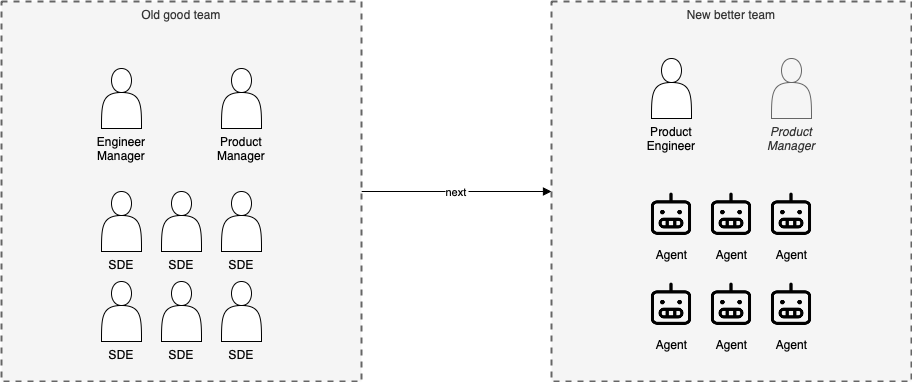 Old good team
Engineer
Manager
Product
Manager
SDE
SDE
SDE
SDE
SDE
SDE
next
New better team
Product
Engineer
Product
Manager
Agent
Agent
Agent
Agent
Agent
Agent